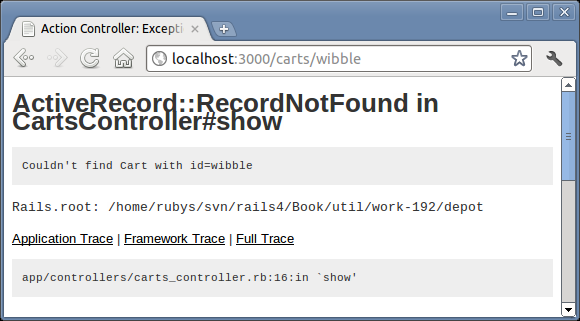 Action Controller: Excepti
localhost:3000/carts/wibble
ActiveRecord::RecordNotFound in
CartsController#show
Couldn't find Cart with id=wibble
Rails.root: /home/rubys/svn/rails4/Book/util/work-192/depot
Application Trace | Framework Trace | Full Trace
app/controllers/carts_controller.rb:16:in `show'